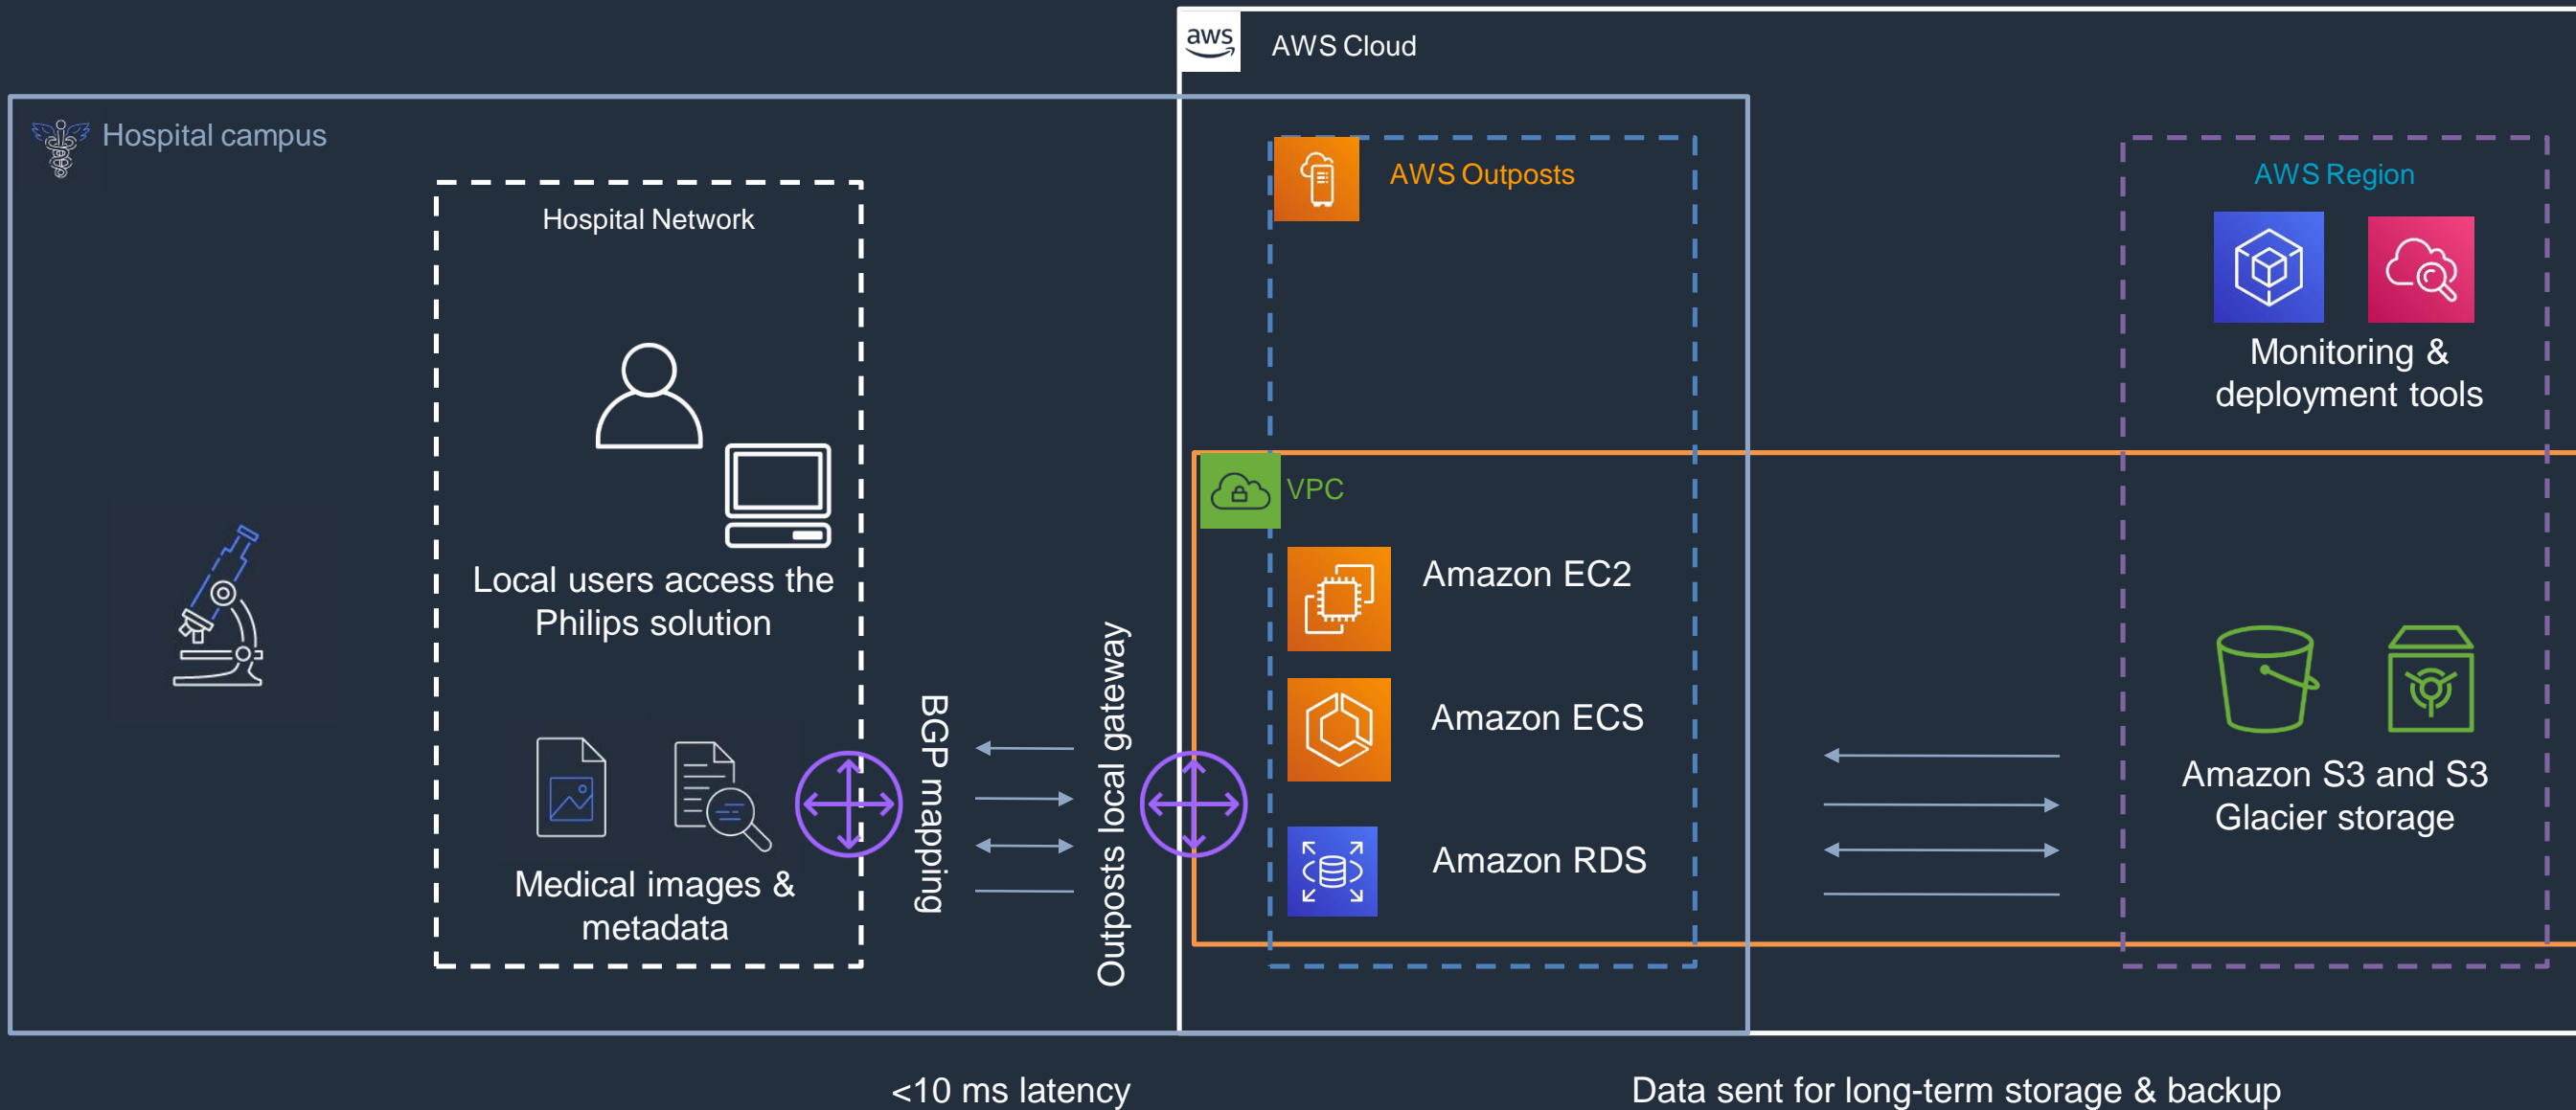 aws
AWS Cloud
Hospital campus
Hospital Network
Local users access the
Philips solution
Medical images &
metadata
BGP mapping
Outposts local gateway
AWS Outposts
VPC
Amazon EC2
Amazon ECS
Amazon RDS
AWS Region
Monitoring &
deployment tools
Amazon S3 and S3
Glacier storage
<10 ms latency
Data sent for long-term storage & backup